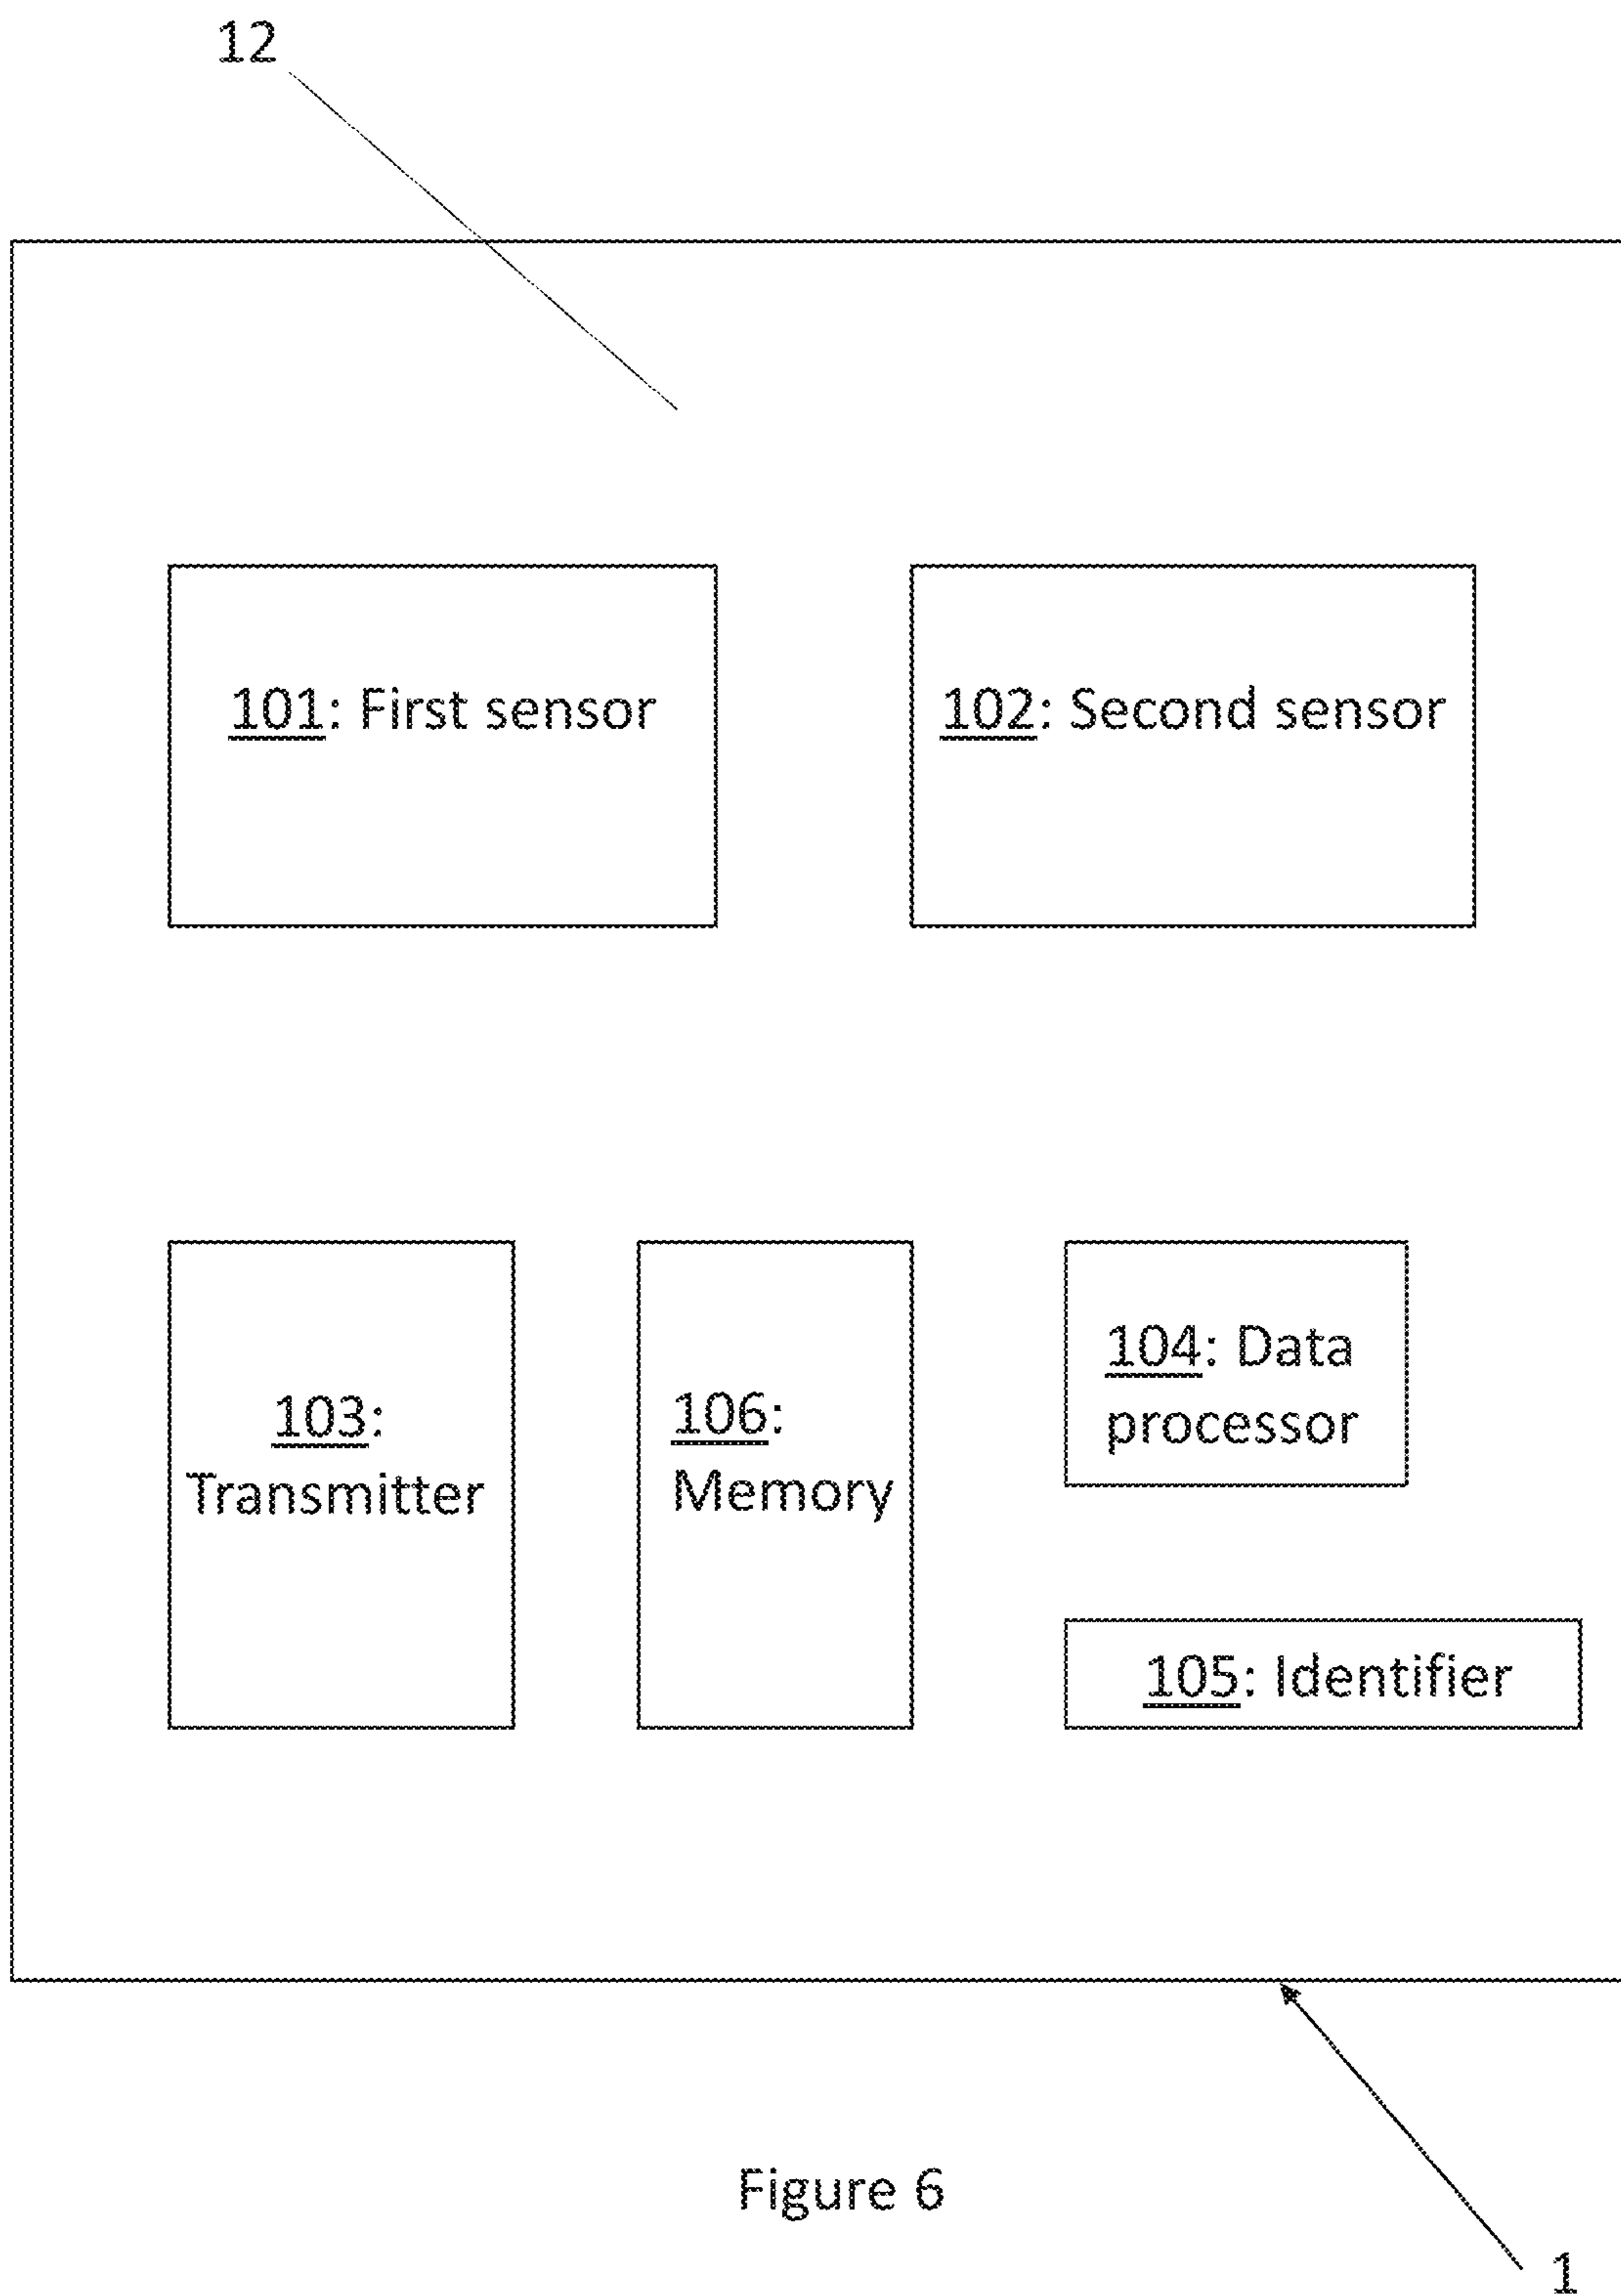 12
101: First sensor
102: Second sensor
103:
Transmitter
106:
Memory
104: Data
processor
105: Identifier
Figure 6
1